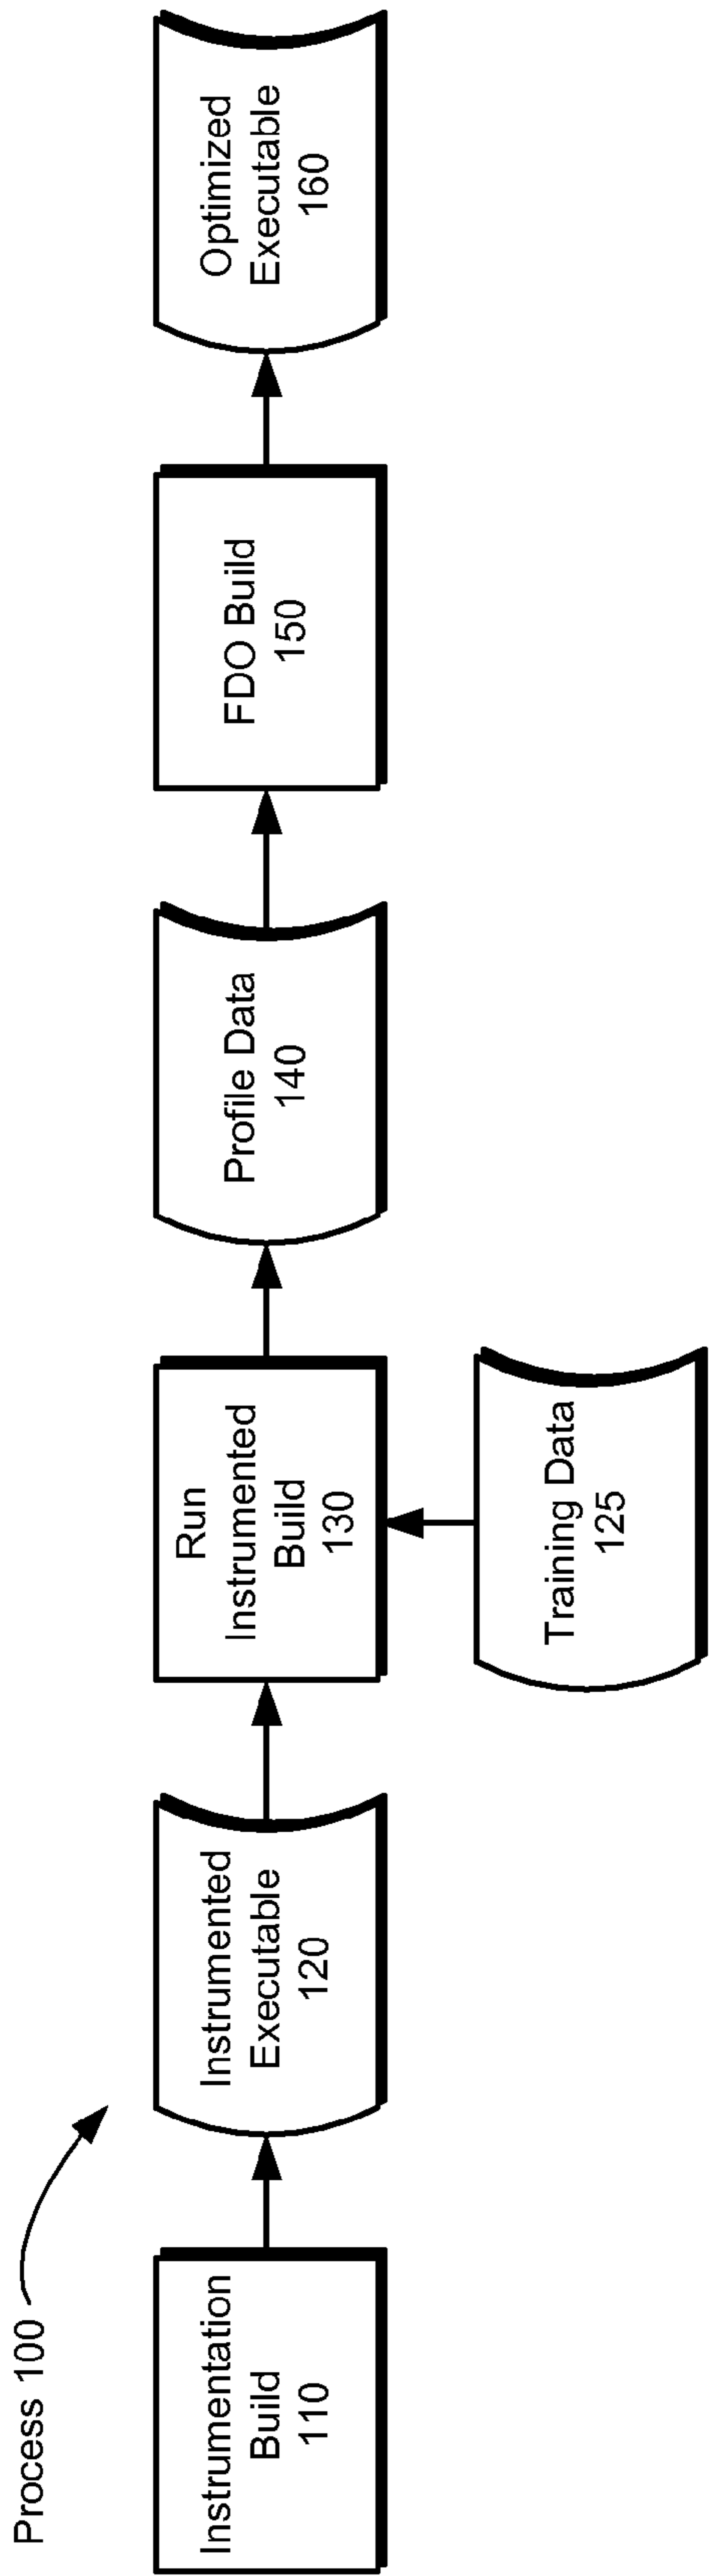 Process 100
Instrumentation
Build
110
Instrumented
Executable
120
Run
Instrumented
Build
130
Training Data
125
Profile Data
140
FDO Build
150
Optimized
Executable
160